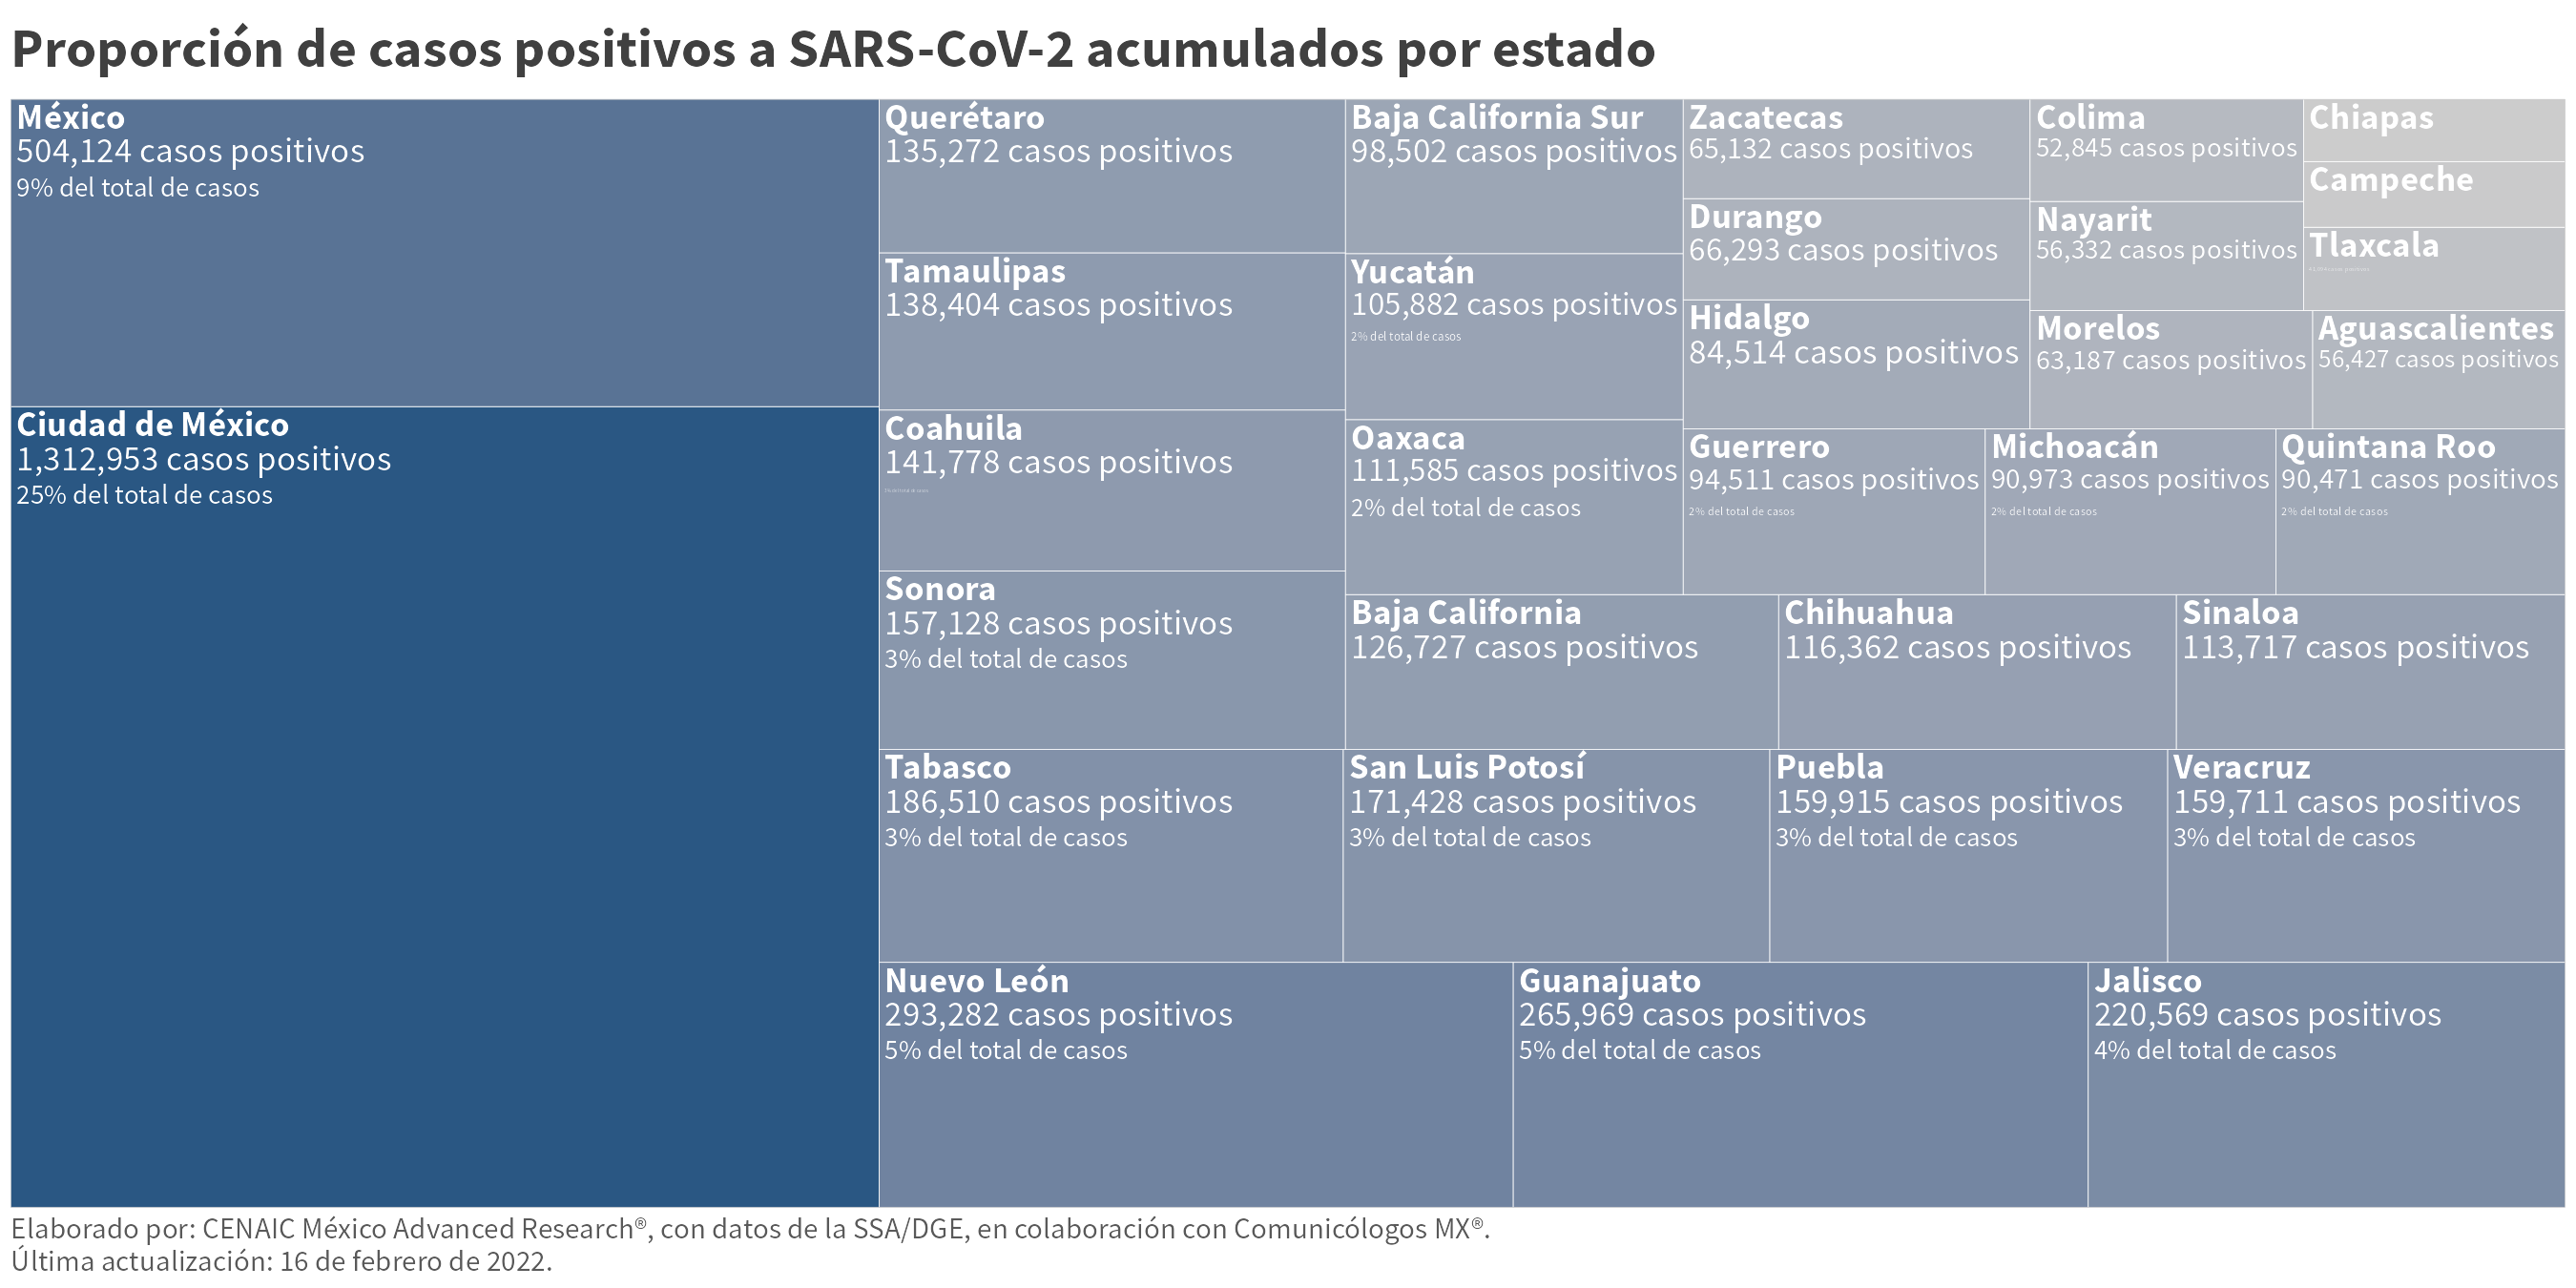 Proporción de casos positivos a SARS-CoV-2 acumulados por estado
México
504,124 casos positivos
9% del total de casos
Ciudad de México
1,312,953 casos positivos
25% del total de casos
Querétaro
135,272 casos positivos
Tamaulipas
138,404 casos positivos
Coahuila
141,778 casos positivos
Sonora
157,128 casos positivos
3% del total de casos
Tabasco
186,510 casos positivos
3% del total de casos
Nuevo León
293,282 casos positivos
5% del total de casos
Baja California Sur
98,502 casos positivos
Yucatán
105,882 casos positivos
2% del total de casos
Oaxaca
111,585 casos positivos
2% del total de casos
Zacatecas
65,132 casos positivos
Durango
66,293 casos positivos
Hidalgo
84,514 casos positivos
Colima
52,845 casos positivos
Nayarit
56,332 casos positivos
Chiapas
Campeche
Tlaxcala
Morelos
63,187 casos positivos
Aguascalientes
56,427 casos positivos
Guerrero
94,511 casos positivos
2% del total de casos
Michoacán
90,973 casos positivos
2% del total de casos
Quintana Roo
90,471 casos positivos
2% del total de casos
Baja California
126,727 casos positivos
Chihuahua
116,362 casos positivos
Sinaloa
113,717 casos positivos
San Luis Potosí
171,428 casos positivos
3% del total de casos
Puebla
159,915 casos positivos
3% del total de casos
Veracruz
159,711 casos positivos
3% del total de casos
Guanajuato
265,969 casos positivos
5% del total de casos
Jalisco
220,569 casos positivos
4% del total de casos
Elaborado por: CENAIC México Advanced Research®, con datos de la SSA/DGE, en colaboración con Comunicólogos MX®.
Última actualización: 16 de febrero de 2022.